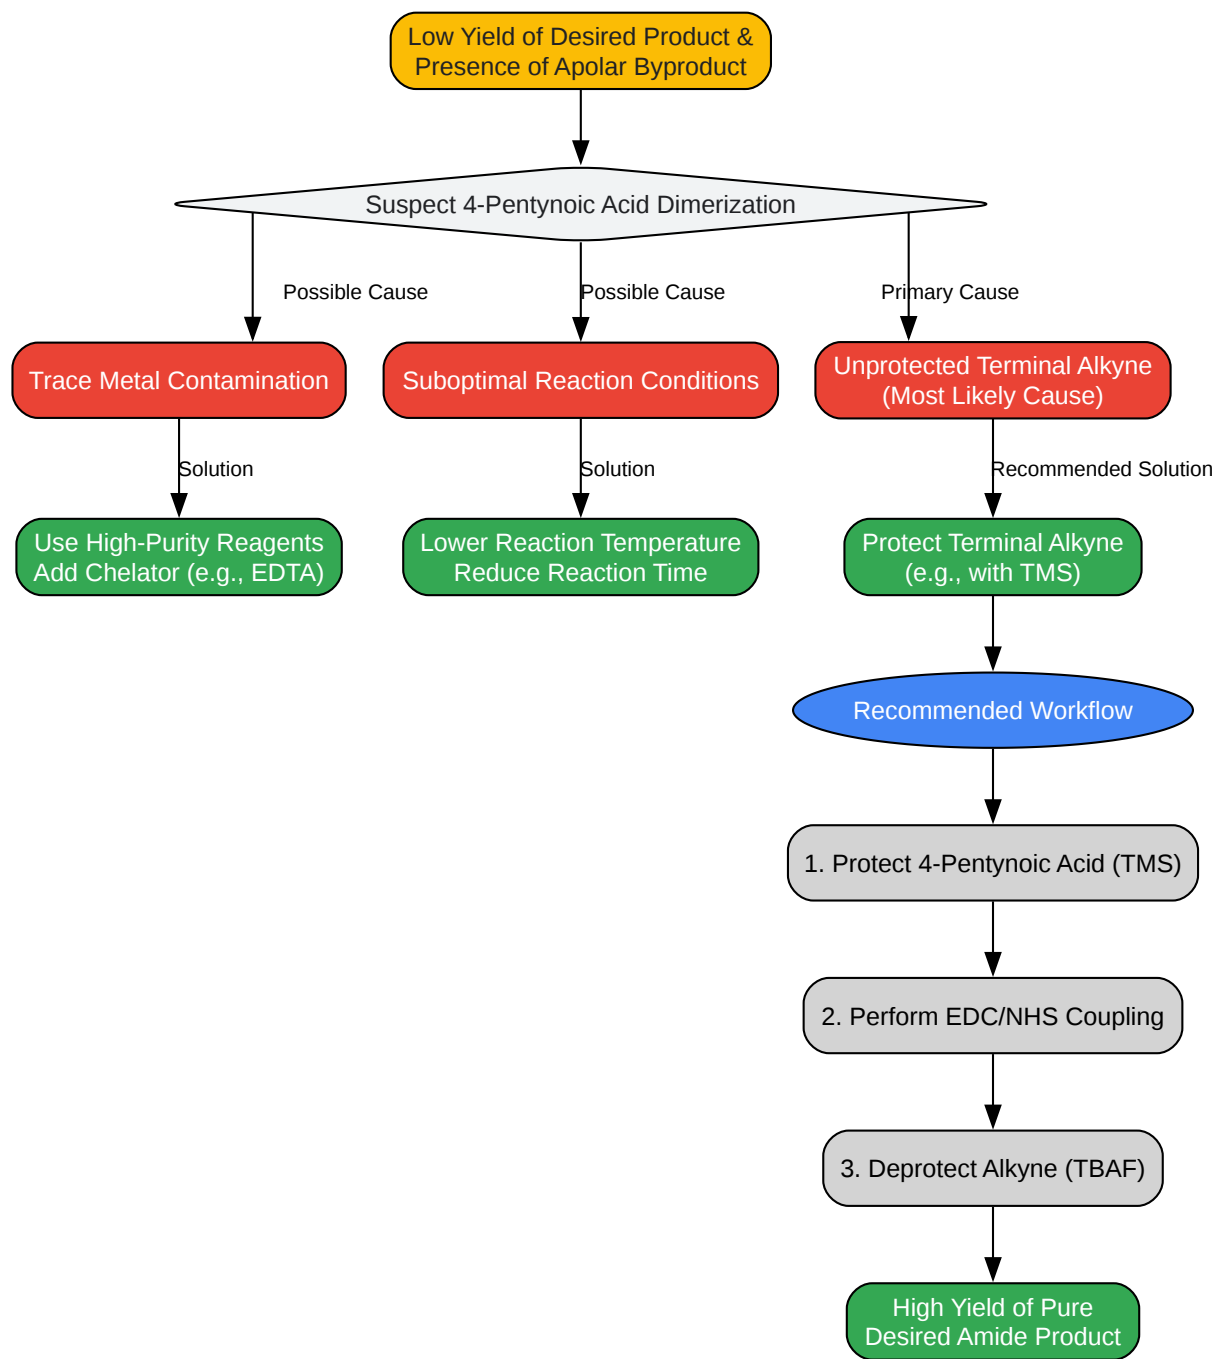 Low Yield of Desired Product &
Presence of Apolar Byproduct
Suspect 4-Pentynoic Acid Dimerization
Possible Cause
Possible Cause
Primary Cause
Trace Metal Contamination
Suboptimal Reaction Conditions
Unprotected Terminal Alkyne
(Most Likely Cause)
Solution
Solution
Recommended Solution
Use High-Purity Reagents
Add Chelator (e.g., EDTA)
Lower Reaction Temperature
Reduce Reaction Time
Protect Terminal Alkyne
(e.g., with TMS)
Recommended Workflow
1. Protect 4-Pentynoic Acid (TMS)
2. Perform EDC/NHS Coupling
3. Deprotect Alkyne (TBAF)
High Yield of Pure
Desired Amide Product